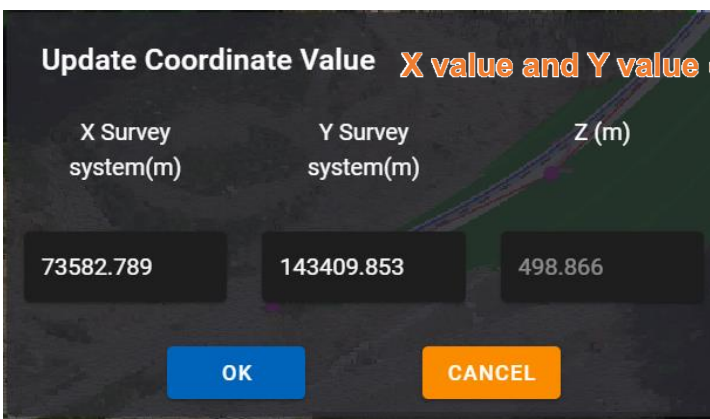 Update Coordinate Value X value and Y value
X Survey system(m)
Y Survey system(m)
Z (m)
73582.789 143409.853 498.866
OK CANCEL